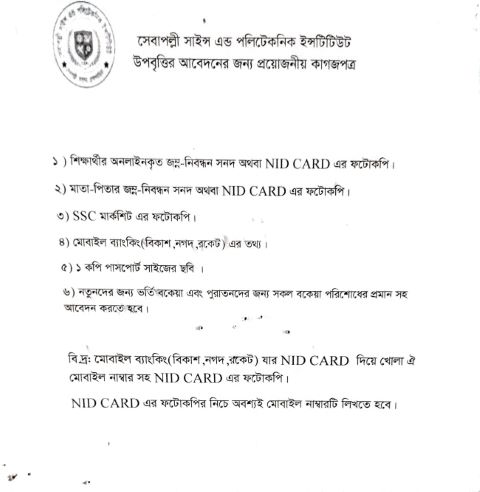 সেবাপল্লী সাইন্স এন্ড পলিটেকনিক ইন্সটিটিউট
উপবৃত্তির আবেদনের জন্য প্রয়োজনীয় কাগজপত্র
১ ) শিক্ষার্থীর অনলাইনকৃত জন্ম-নিবন্ধন সনদ অথবা NID CARD এর ফটোকপি।
২) মাতা-পিতার জন্ম-নিবন্ধন সনদ অথবা NID CARD এর ফটোকপি।
৩) SSC মার্কশিট এর ফটোকপি।
৪) মোবাইল ব্যাংকিং(বিকাশ ,নগদ ,রকেট) এর তথ্য।
৫) ১ কপি পাসপোর্ট সাইজের ছবি ।
৬) নতুনদের জন্য ভর্তি বকেয়া এবং পুরাতনদের জন্য সকল বকেয়া পরিশোধের প্রমান সহ
আবেদন করতে হবে।
বি.দ্র: মোবাইল ব্যাংকিং(বিকাশ ,নগদ ,রকেট) যার NID CARD দিয়ে খোলা ঐ
মোবাইল নাম্বার সহ NID CARD এর ফটোকপি।
NID CARD এর ফটোকপির নিচে অবশ্যই মোবাইল নাম্বারটি লিখতে হবে।